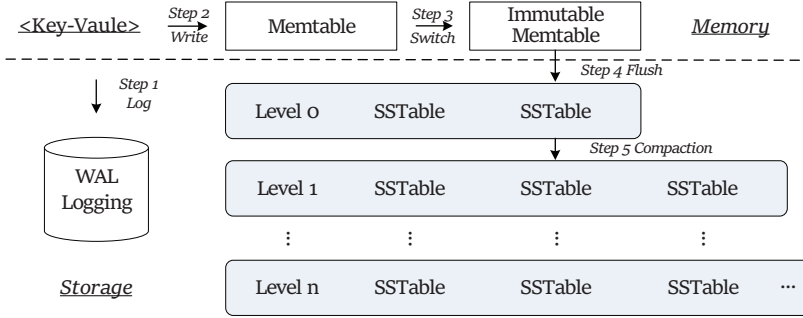 <Key-Vaule>
Step 2
Write
Memtable
Step 3
Switch
Immutable
Memtable
Memory
Step 1
Log
Step 4 Flush
Level 0 SSTable SSTable
Step 5 Compaction
WAL
Logging
Level 1 SSTable SSTable SSTable
⋮ ⋮ ⋮ ⋮
Storage
Level n SSTable SSTable SSTable ···